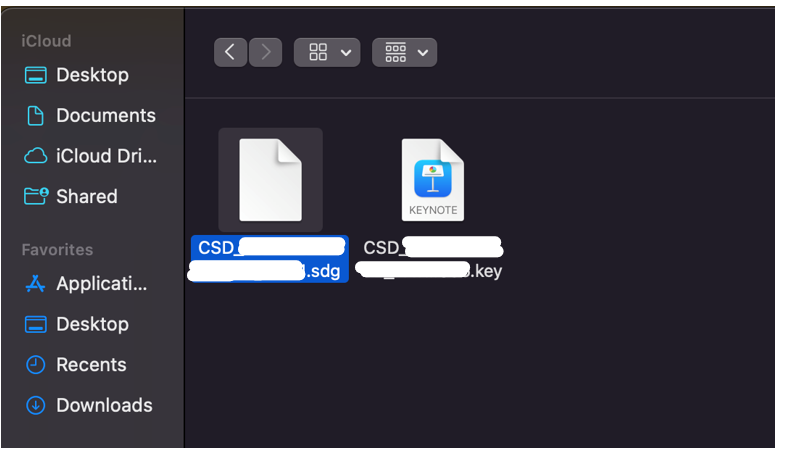 iCloud
Desktop
Documents
iCloud Dri...
Shared
Favorites
Applicati...
Desktop
Recents
Downloads
KEYNOTE
CSD_
.sdg
CSD_
.key